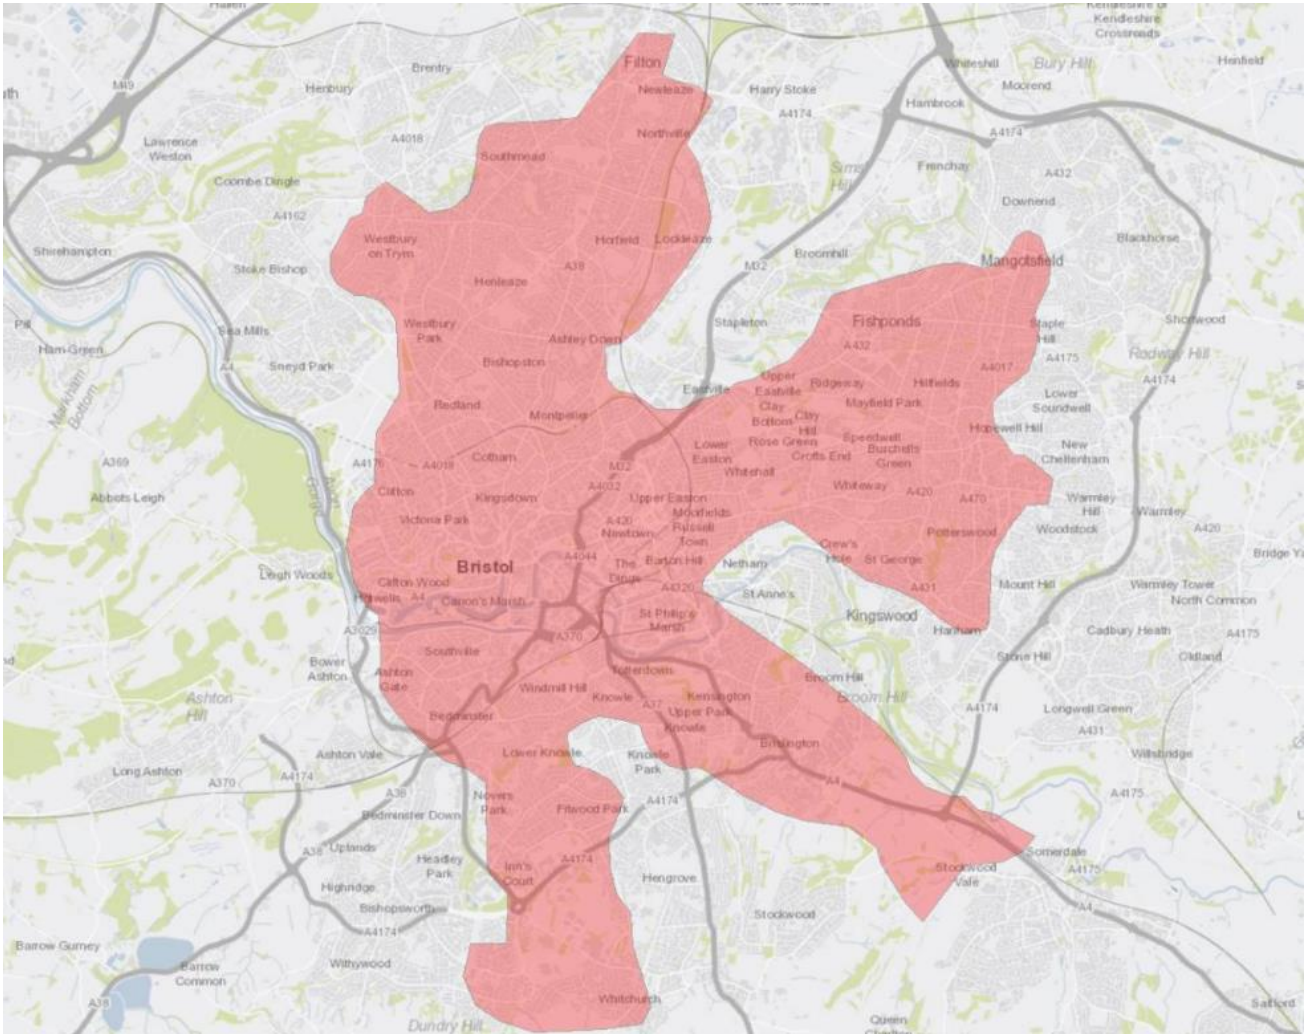 Kendleshire
Crossroads
Filton
Whiteshill
Bury Hill
Henfield
Brentry
M49
Henbury
Newleaze
Harry Stoke
Moorend
Hambrook
A4174
A4018
Northville
A4174
Lawrence
Weston
Southmead
Frenchay
A432
Coombe Dingle
Sims
Hill
Downend
A4162
Westbury
on Trym
Horfield
Lockleaze
Blackhorse
Shirehampton
Broomhill
Mangotsfield
Stoke Bishop
A38
M32
Henleaze
Pill
Sea Mills
Westbury
Park
Stapleton
Fishponds
Staple
Hill
Shortwood
Ham-Green
Ashley Down
A432
A4175
Rodway Hill
A4
Sneyd Park
Bishopston
A4017
A4174
Markham
Bottom
Eastville
Upper
Eastville
Ridgeway
Hillfields
Lower
Soundwell
Redland
Montpelier
Clay
Bottom
Clay
Hill
Mayfield Park
Hopewell Hill
A369
A4176
A4018
Cotham
M32
Lower
Easton
Rose Green
Speedwell
Crofts End
Burchells
Green
New
Cheltenham
Whitehall
Abbots Leigh
Avon
Gorge
Clifton
Kingsdown
A4032
Upper Easton
Whiteway
A420
A470
Warmley
Hill
Warmley
Victoria Park
A420
Newtown
Moorfields
Russell
Town
Crew's
Hole
St George
Potterswood
Woodstock
A420
Bristol
A4044
The
Dings
Barton Hill
Netham
Leigh Woods
Clifton Wood
A4320
St Anne's
A431
Mount Hill
Warmley Tower
North Common
Hotwells
A4
Canon's Marsh
St Philip's
Marsh
Kingswood
Hanham
A3029
A370
Cadbury Heath
A4175
Bower
Ashton
Southville
Stone Hill
Oldland
Ashton
Gate
Totterdown
Broom Hill
Broom Hill
Ashton
Hill
Windmill Hill
Knowle
A37
Kensington
A4174
Longwell Green
Bedminster
Upper Park
Knowle
A431
Long Ashton
Ashton Vale
Lower Knowle
Knowle
Park
Brislington
Willsbridge
A370
A4174
A38
Novers
Park
Filwood Park
A4174
A4
A4175
Bedminster Down
A38
Uplands
Headley
Park
Inn's
Court
A4174
Somerdale
Highridge
Hengrove
Stockwood
Vale
A4175
Bishopsworth
Stockwood
A4
A4174
Barrow Gurney
Withywood
Barrow
Common
Whitchurch
A38
Dundry Hill
Queen
Saltford